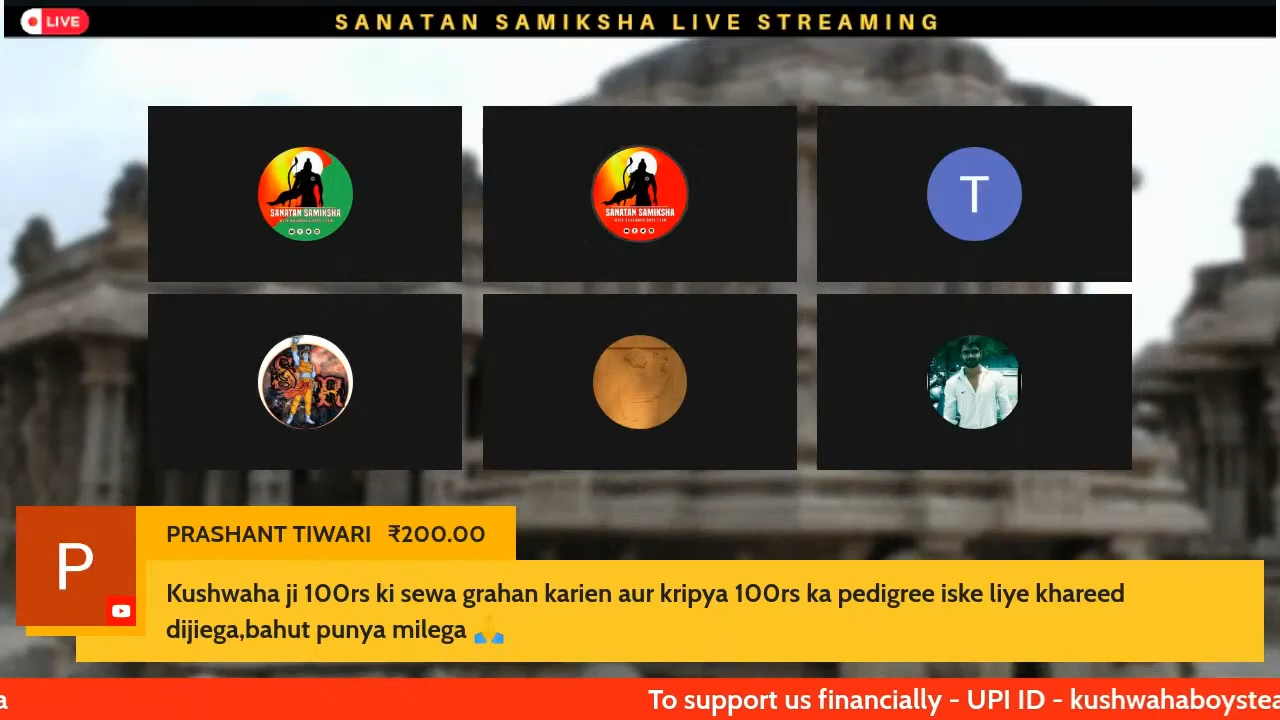 LIVE
SANATAN SAMIKSHA LIVE STREAMING
SANATAN SAMIKSHA
SANATAN SAMIKSHA
T
S R
P
PRASHANT TIWARI ₹200.00
Kushwaha ji 100rs ki sewa grahan karien aur kripya 100rs ka pedigree iske liye khareed
dijiega,bahut punya milega 🙏
a
To support us financially - UPI ID - kushwahaboystea